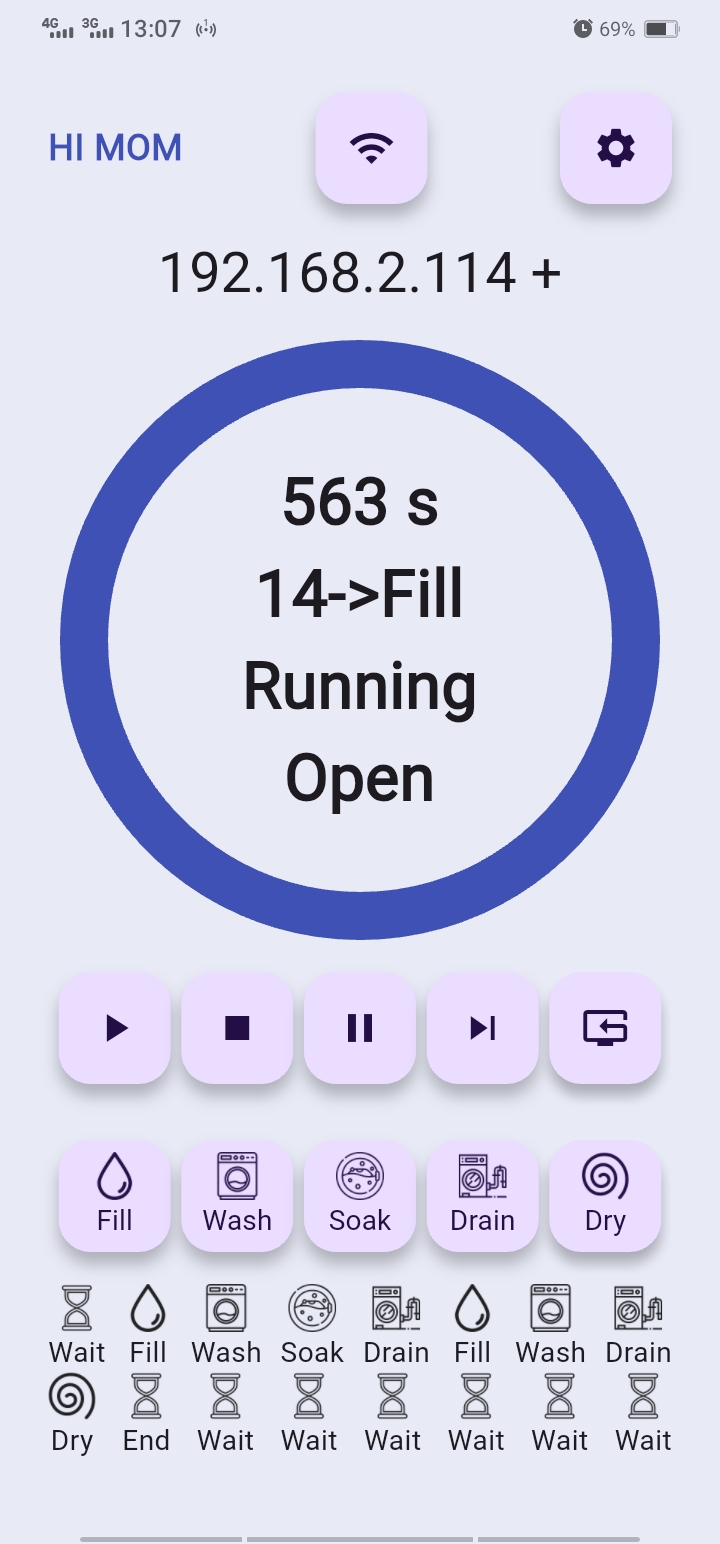 4G 3G 13:07 69%
HI MOM
192.168.2.114 +
563 s
14->Fill
Running
Open
Fill Wash Soak Drain Dry
Wait Fill Wash Soak Drain Fill Wash Drain
Dry End Wait Wait Wait Wait Wait Wait